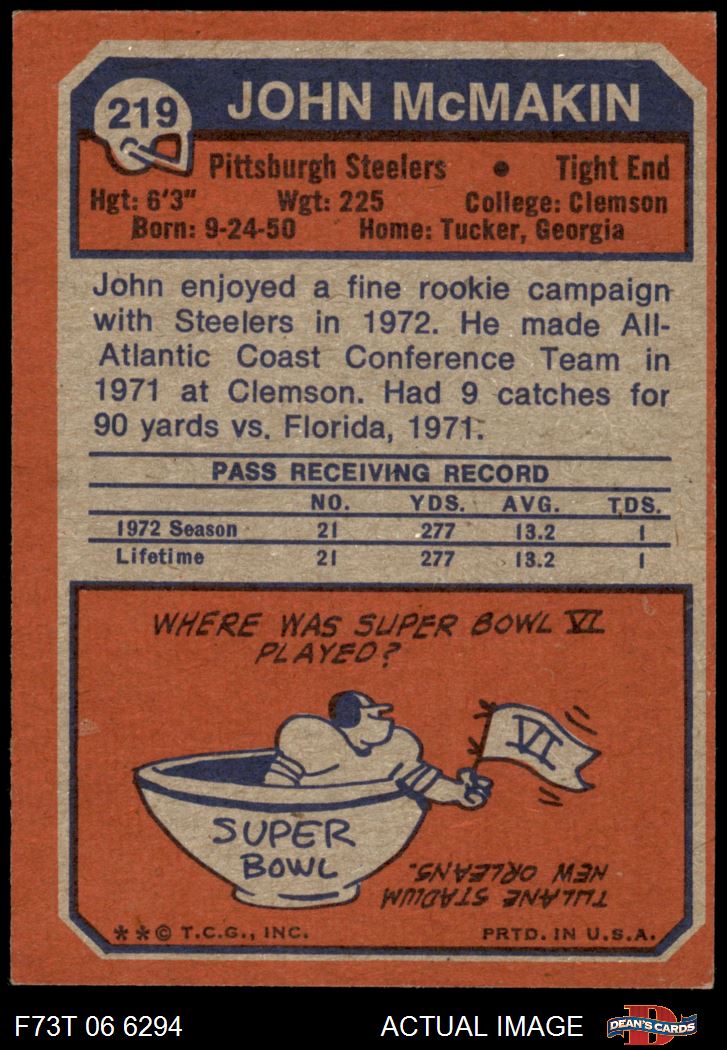 219 JOHN McMAKIN
Pittsburgh Steelers • Tight End
Hgt: 6'3" Wgt: 225 College: Clemson
Born: 9-24-50 Home: Tucker, Georgia
John enjoyed a fine rookie campaign
with Steelers in 1972. He made All-
Atlantic Coast Conference Team in
1971 at Clemson. Had 9 catches for
90 yards vs. Florida, 1971.
PASS RECEIVING RECORD
NO. YDS. AVG. TDS.
1972 Season 21 277 13.2 1
Lifetime 21 277 13.2 1
WHERE WAS SUPER BOWL VI
PLAYED?
VI
SUPER
BOWL
TULANE STADIUM
NEW ORLEANS.
** © T.C.G., INC. PRTD. IN U.S.A.
F73T 06 6294 ACTUAL IMAGE D DEAN'S CARDS